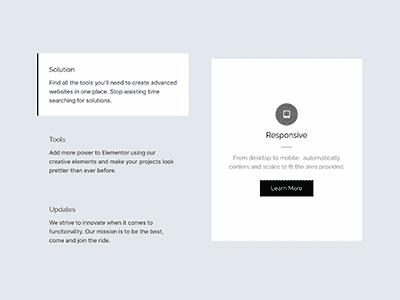 Solution
Find all the tools you'll need to create advanced
websites in one place. Stop waisting time
searching for solutions.
Tools
Add more power to Elementor using our
creative elements and make your projects look
prettier than ever before.
Updates
We strive to innovate when it comes to
functionality. Our mission is to be the best,
come and join the ride.
Responsive
From desktop to mobile, automatically
centers and scales to fit the area provided.
Learn More